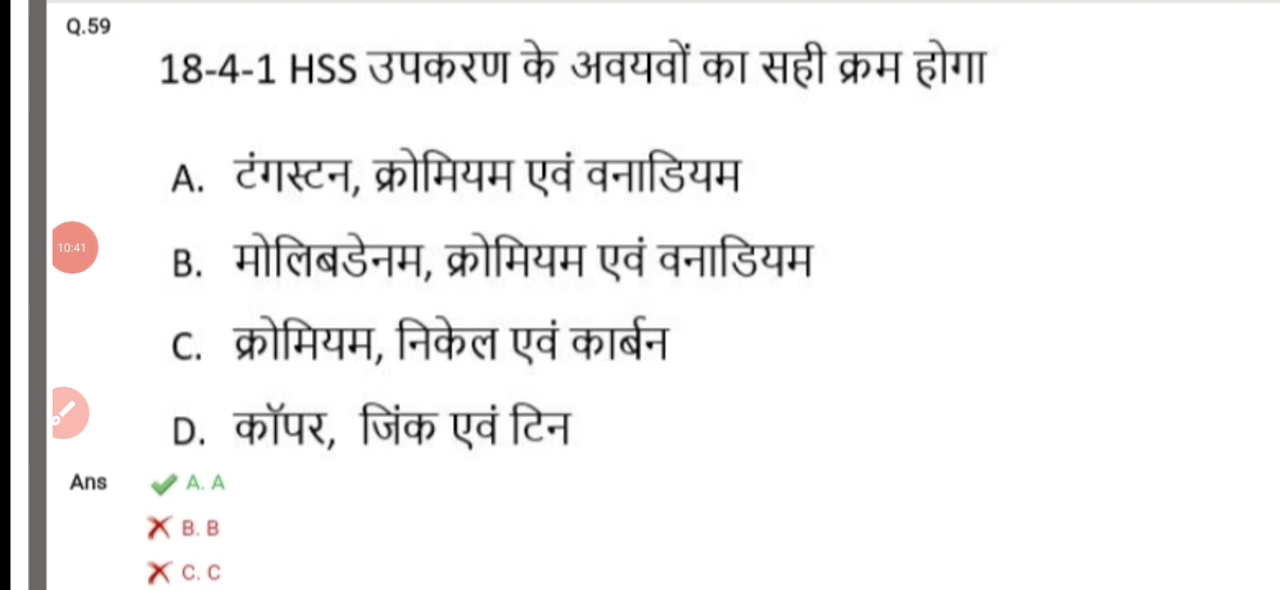 Q.59
18-4-1 HSS उपकरण के अवयवों का सही क्रम होगा
A. टंगस्टन, क्रोमियम एवं वनाडियम
10:41
B. मोलिबडेनम, क्रोमियम एवं वनाडियम
C. क्रोमियम, निकेल एवं कार्बन
D. कॉपर, जिंक एवं टिन
Ans A. A
B. B
C. C